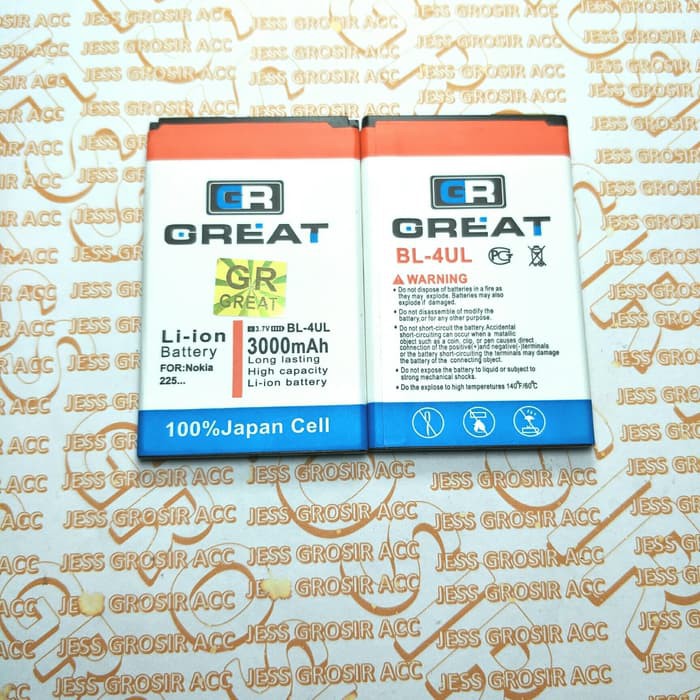 GR
GREAT
GR
GREAT
Li-ion
Battery
FOR:Nokia
225...
3.7V BL-4UL
3000mAh
Long lasting
High capacity
Li-ion battery
100%Japan Cell
GR
GREAT
BL-4UL
WARNING
• Do not dispose of batteries in a fire as
they may explode. Batteries may also
explode if damaged.
• Do not disassemble of modify the
battery,or for any other purpose.
• Do not short-circuit the battery.Accidental
short-circuiting can occur when a matallic
object such as a coin, clip, or pen causes direct
connection of the positive(+)and negative(-)terminals
or the battery short-circuiting the terminals may damage
the battery of the connecting object.
• Do not expose the battery to liquid or subject to
strong mechanical shocks.
• Do the explose to high temperetures 140°F/60°C
JESS GROSIR ACC